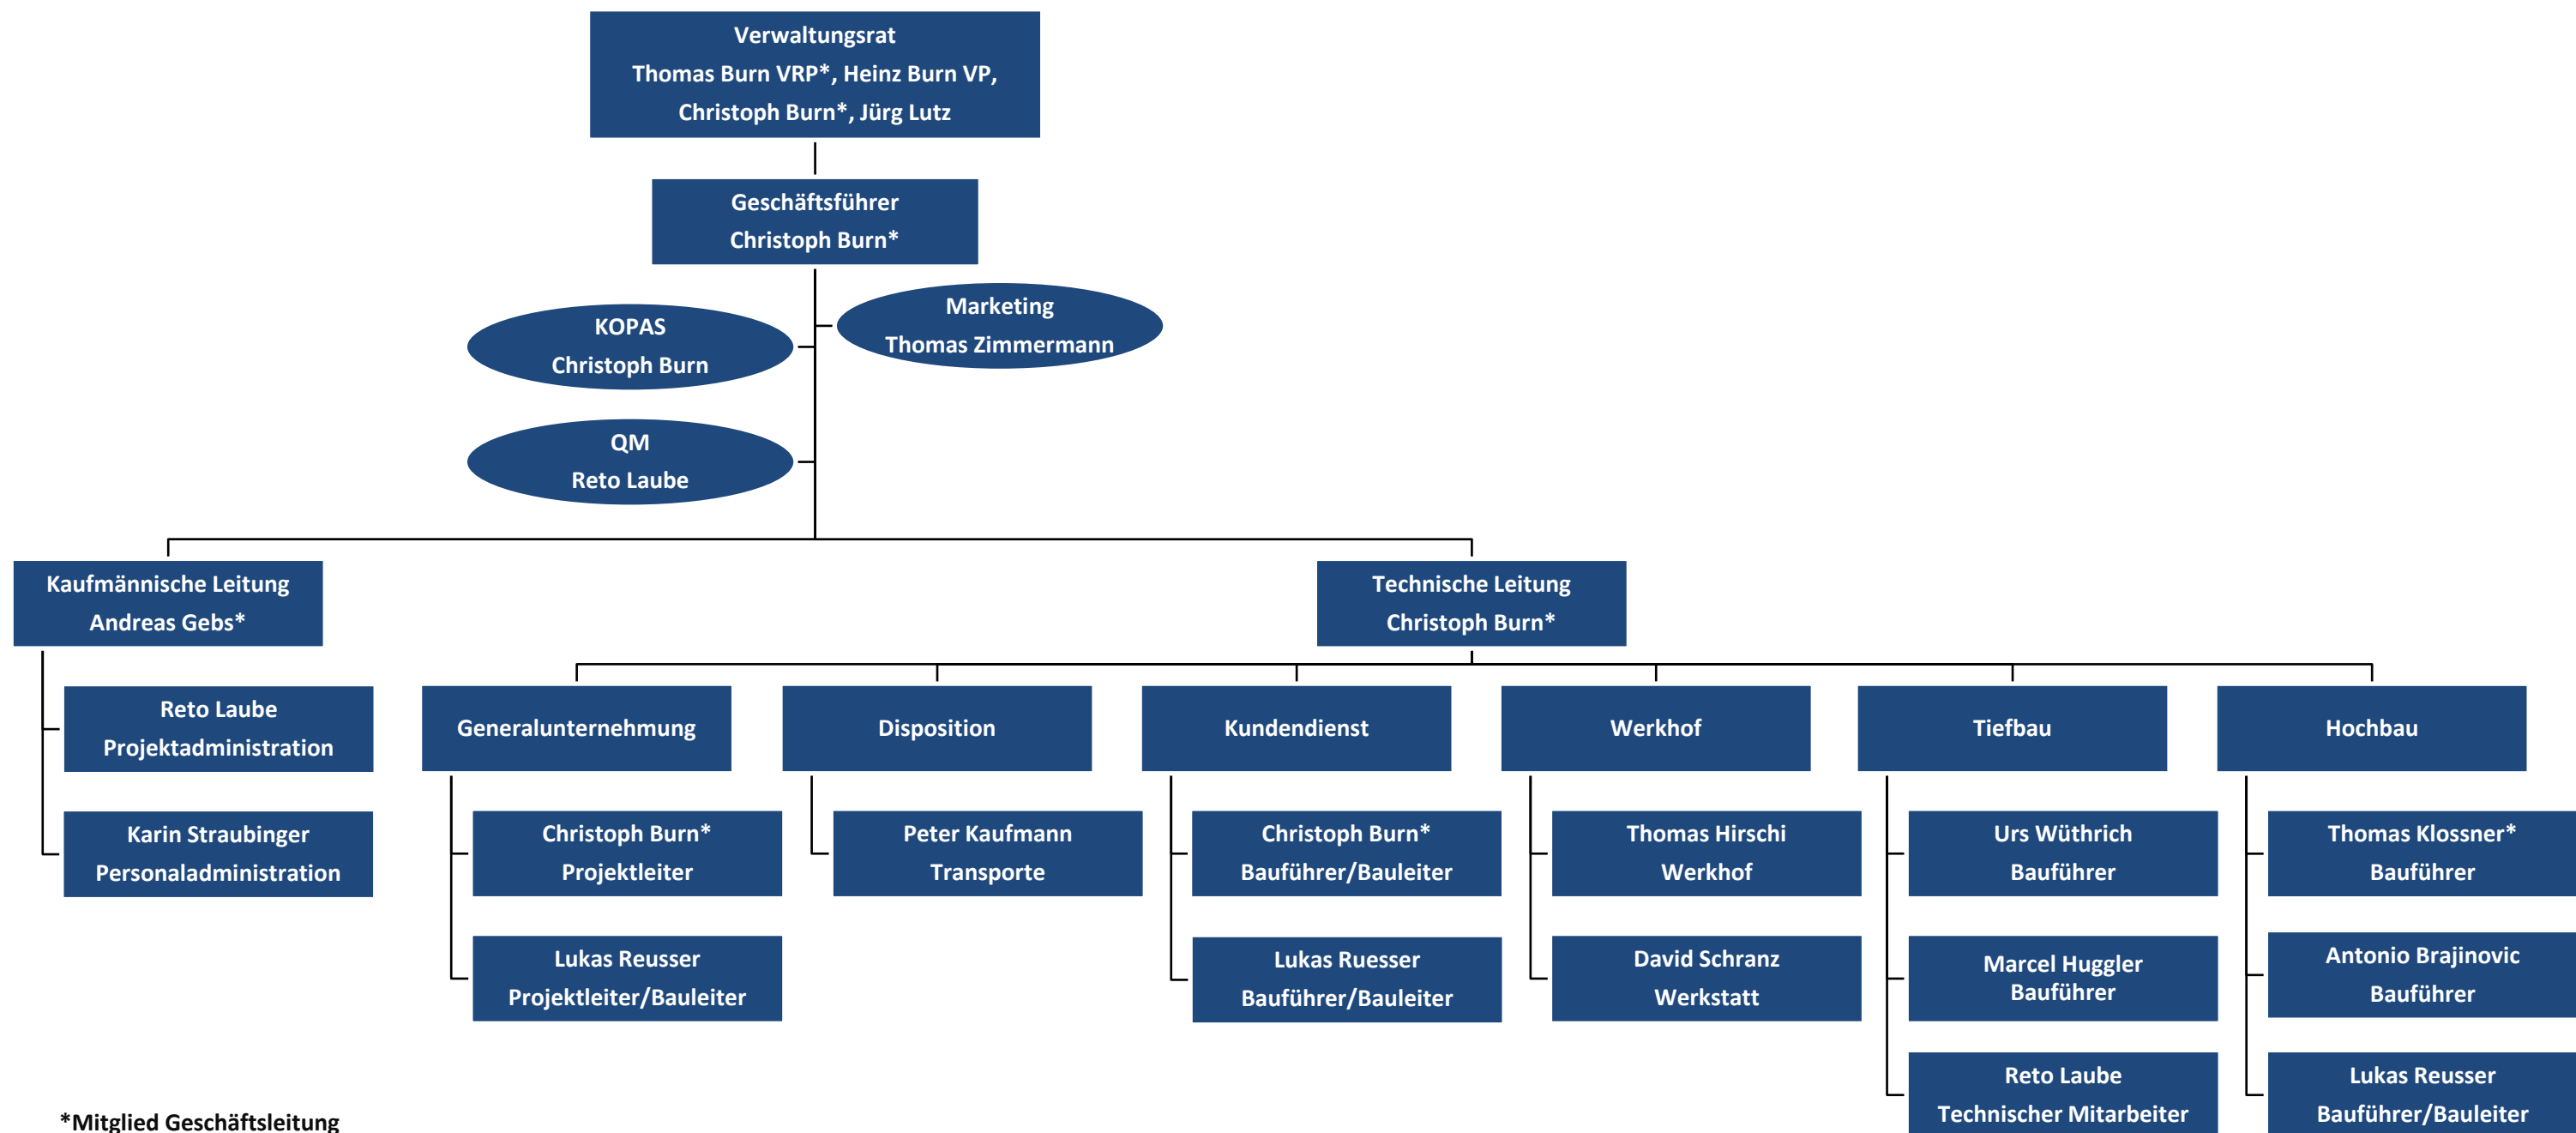 Verwaltungsrat
Thomas Burn VRP*, Heinz Burn VP,
Christoph Burn*, Jürg Lutz
Geschäftsführer
Christoph Burn*
Marketing
Thomas Zimmermann
KOPAS
Christoph Burn
QM
Reto Laube
Kaufmännische Leitung
Andreas Gebs*
Technische Leitung
Christoph Burn*
Reto Laube
Projektadministration
Karin Straubinger
Personaladministration
Generalunternehmung
Christoph Burn*
Projektleiter
Lukas Reusser
Projektleiter/Bauleiter
Disposition
Peter Kaufmann
Transporte
Kundendienst
Christoph Burn*
Bauführer/Bauleiter
Lukas Ruesser
Bauführer/Bauleiter
Werkhof
Thomas Hirschi
Werkhof
David Schranz
Werkstatt
Tiefbau
Urs Wüthrich
Bauführer
Marcel Huggler
Bauführer
Reto Laube
Technischer Mitarbeiter
Hochbau
Thomas Klossner*
Bauführer
Antonio Brajinovic
Bauführer
Lukas Reusser
Bauführer/Bauleiter
*Mitglied Geschäftsleitung